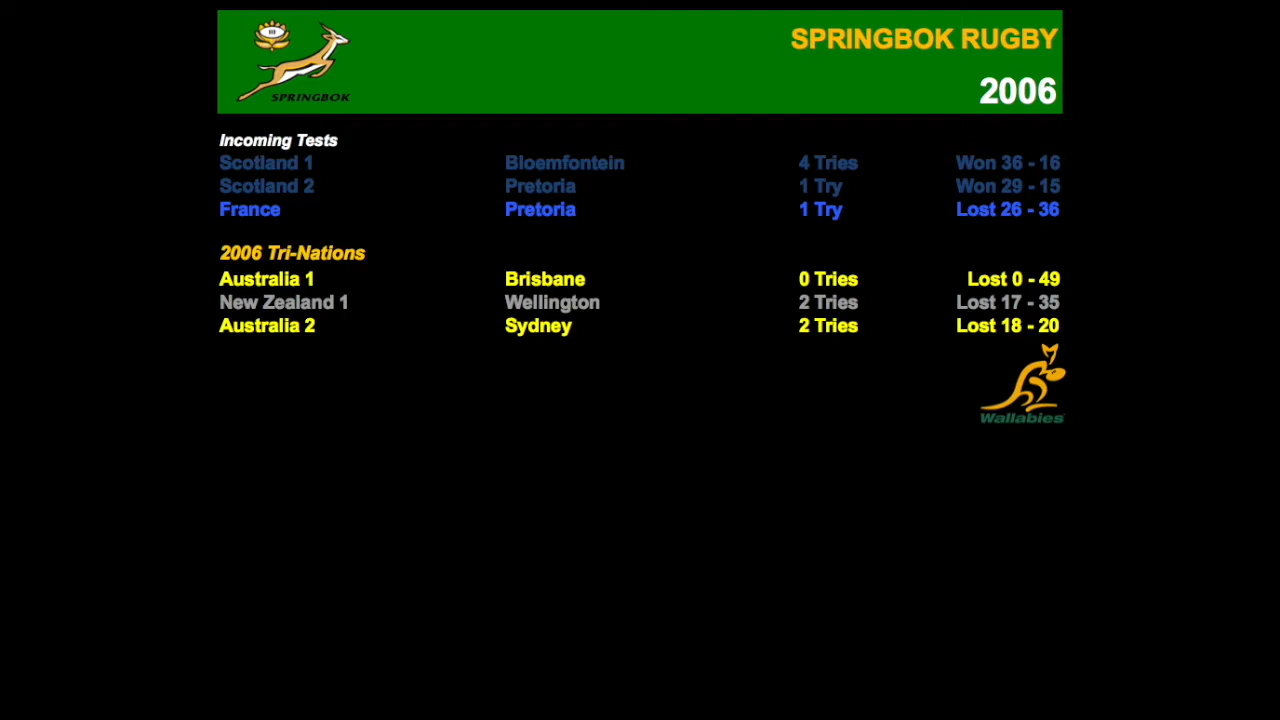 SPRINGBOK RUGBY
SPRINGBOK
2006
Incoming Tests
Scotland 1 Bloemfontein 4 Tries Won 36 - 16
Scotland 2 Pretoria 1 Try Won 29 - 15
France Pretoria 1 Try Lost 26 - 36
2006 Tri-Nations
Australia 1 Brisbane 0 Tries Lost 0 - 49
New Zealand 1 Wellington 2 Tries Lost 17 - 35
Australia 2 Sydney 2 Tries Lost 18 - 20
Wallabies